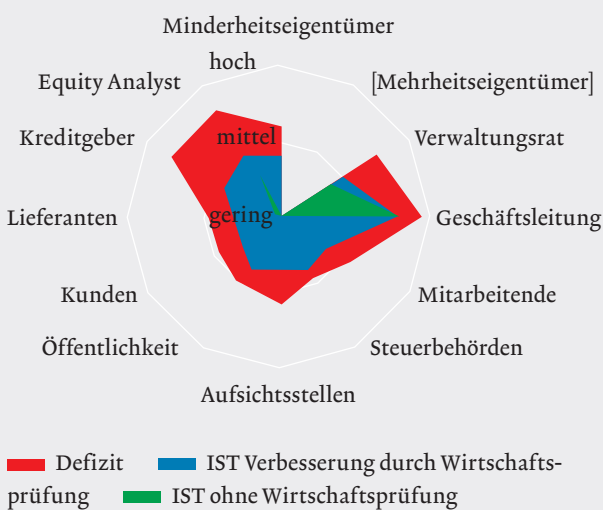 Minderheitseigentümer
hoch
Equity Analyst
[Mehrheitseigentümer]
Kreditgeber
mittel
Verwaltungsrat
Lieferanten
gering
Geschäftsleitung
Kunden
Mitarbeitende
Öffentlichkeit
Steuerbehörden
Aufsichtsstellen
Defizit IST Verbesserung durch Wirtschafts-
prüfung IST ohne Wirtschaftsprüfung